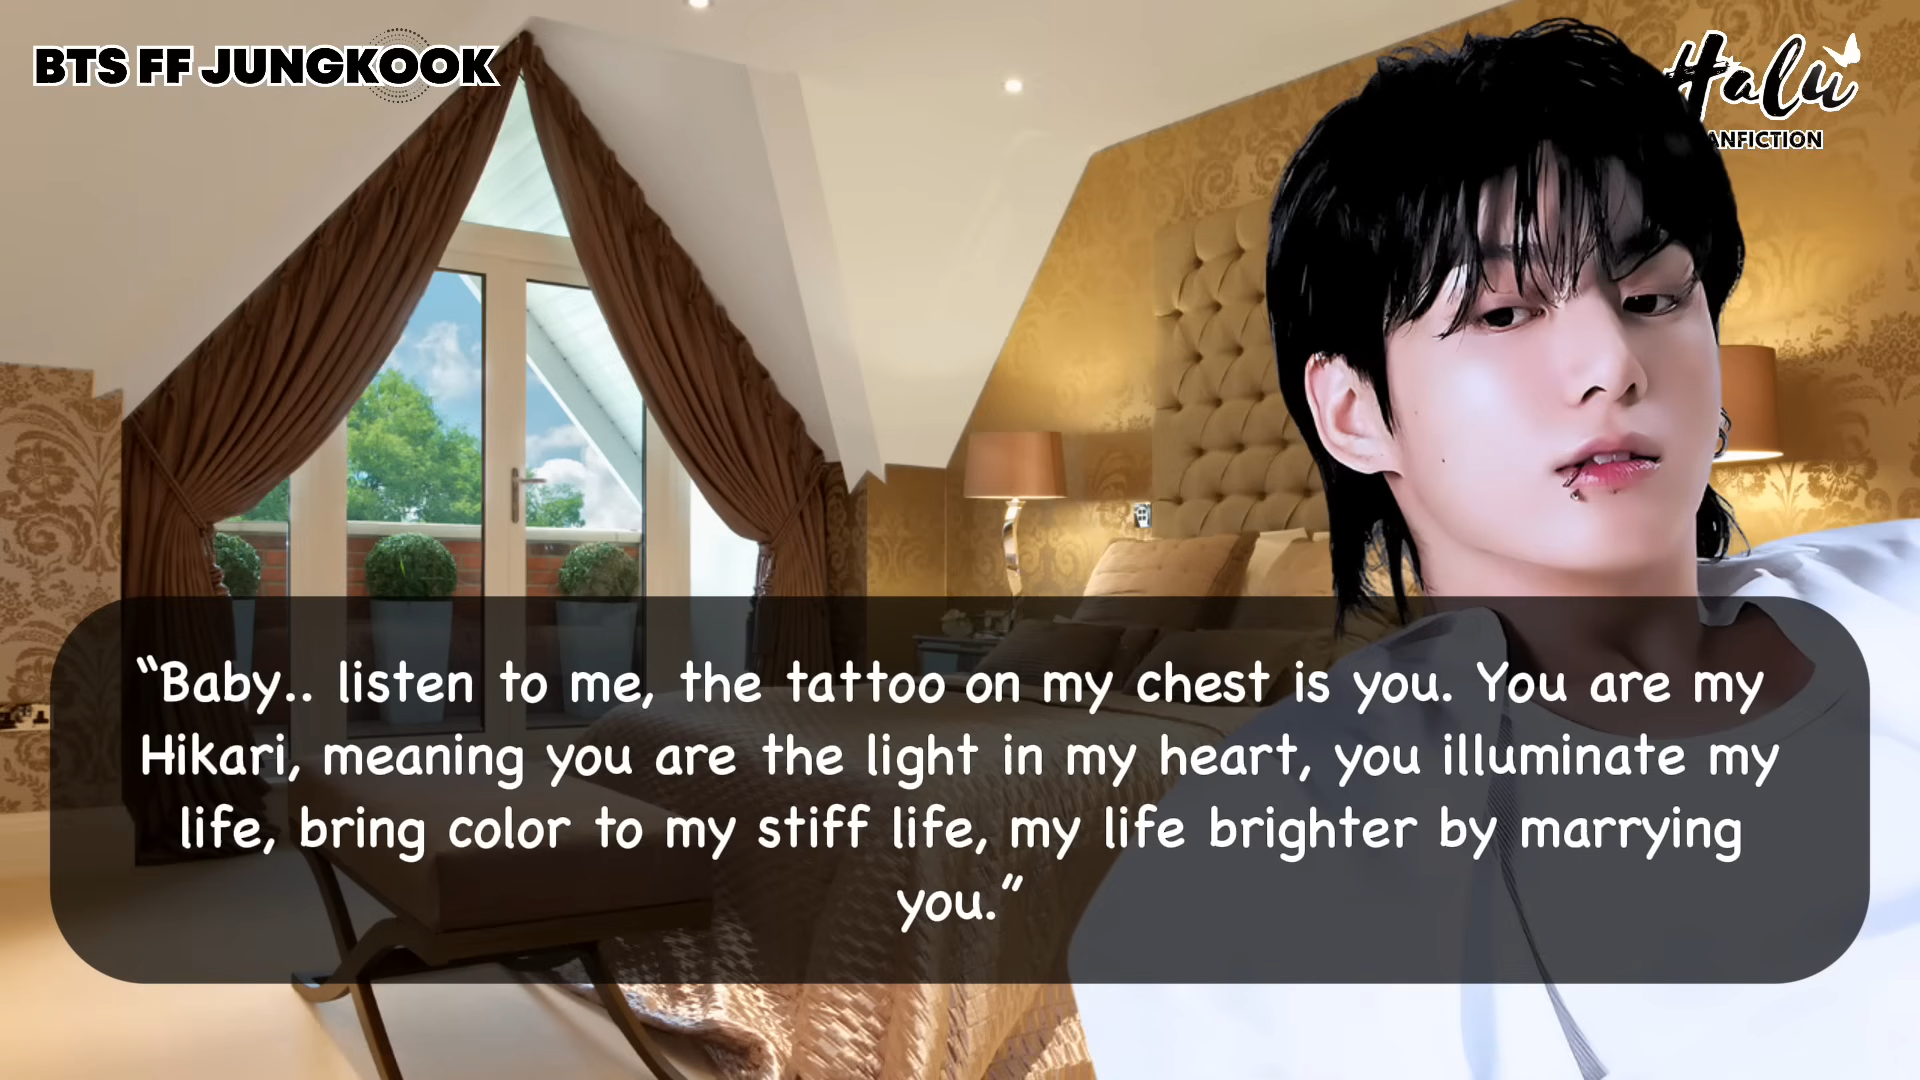 BTS FF JUNGKOOK
Halu
ANFICTION
“Baby.. listen to me, the tattoo on my chest is you. You are my
Hikari, meaning you are the light in my heart, you illuminate my
life, bring color to my stiff life, my life brighter by marrying
you.”